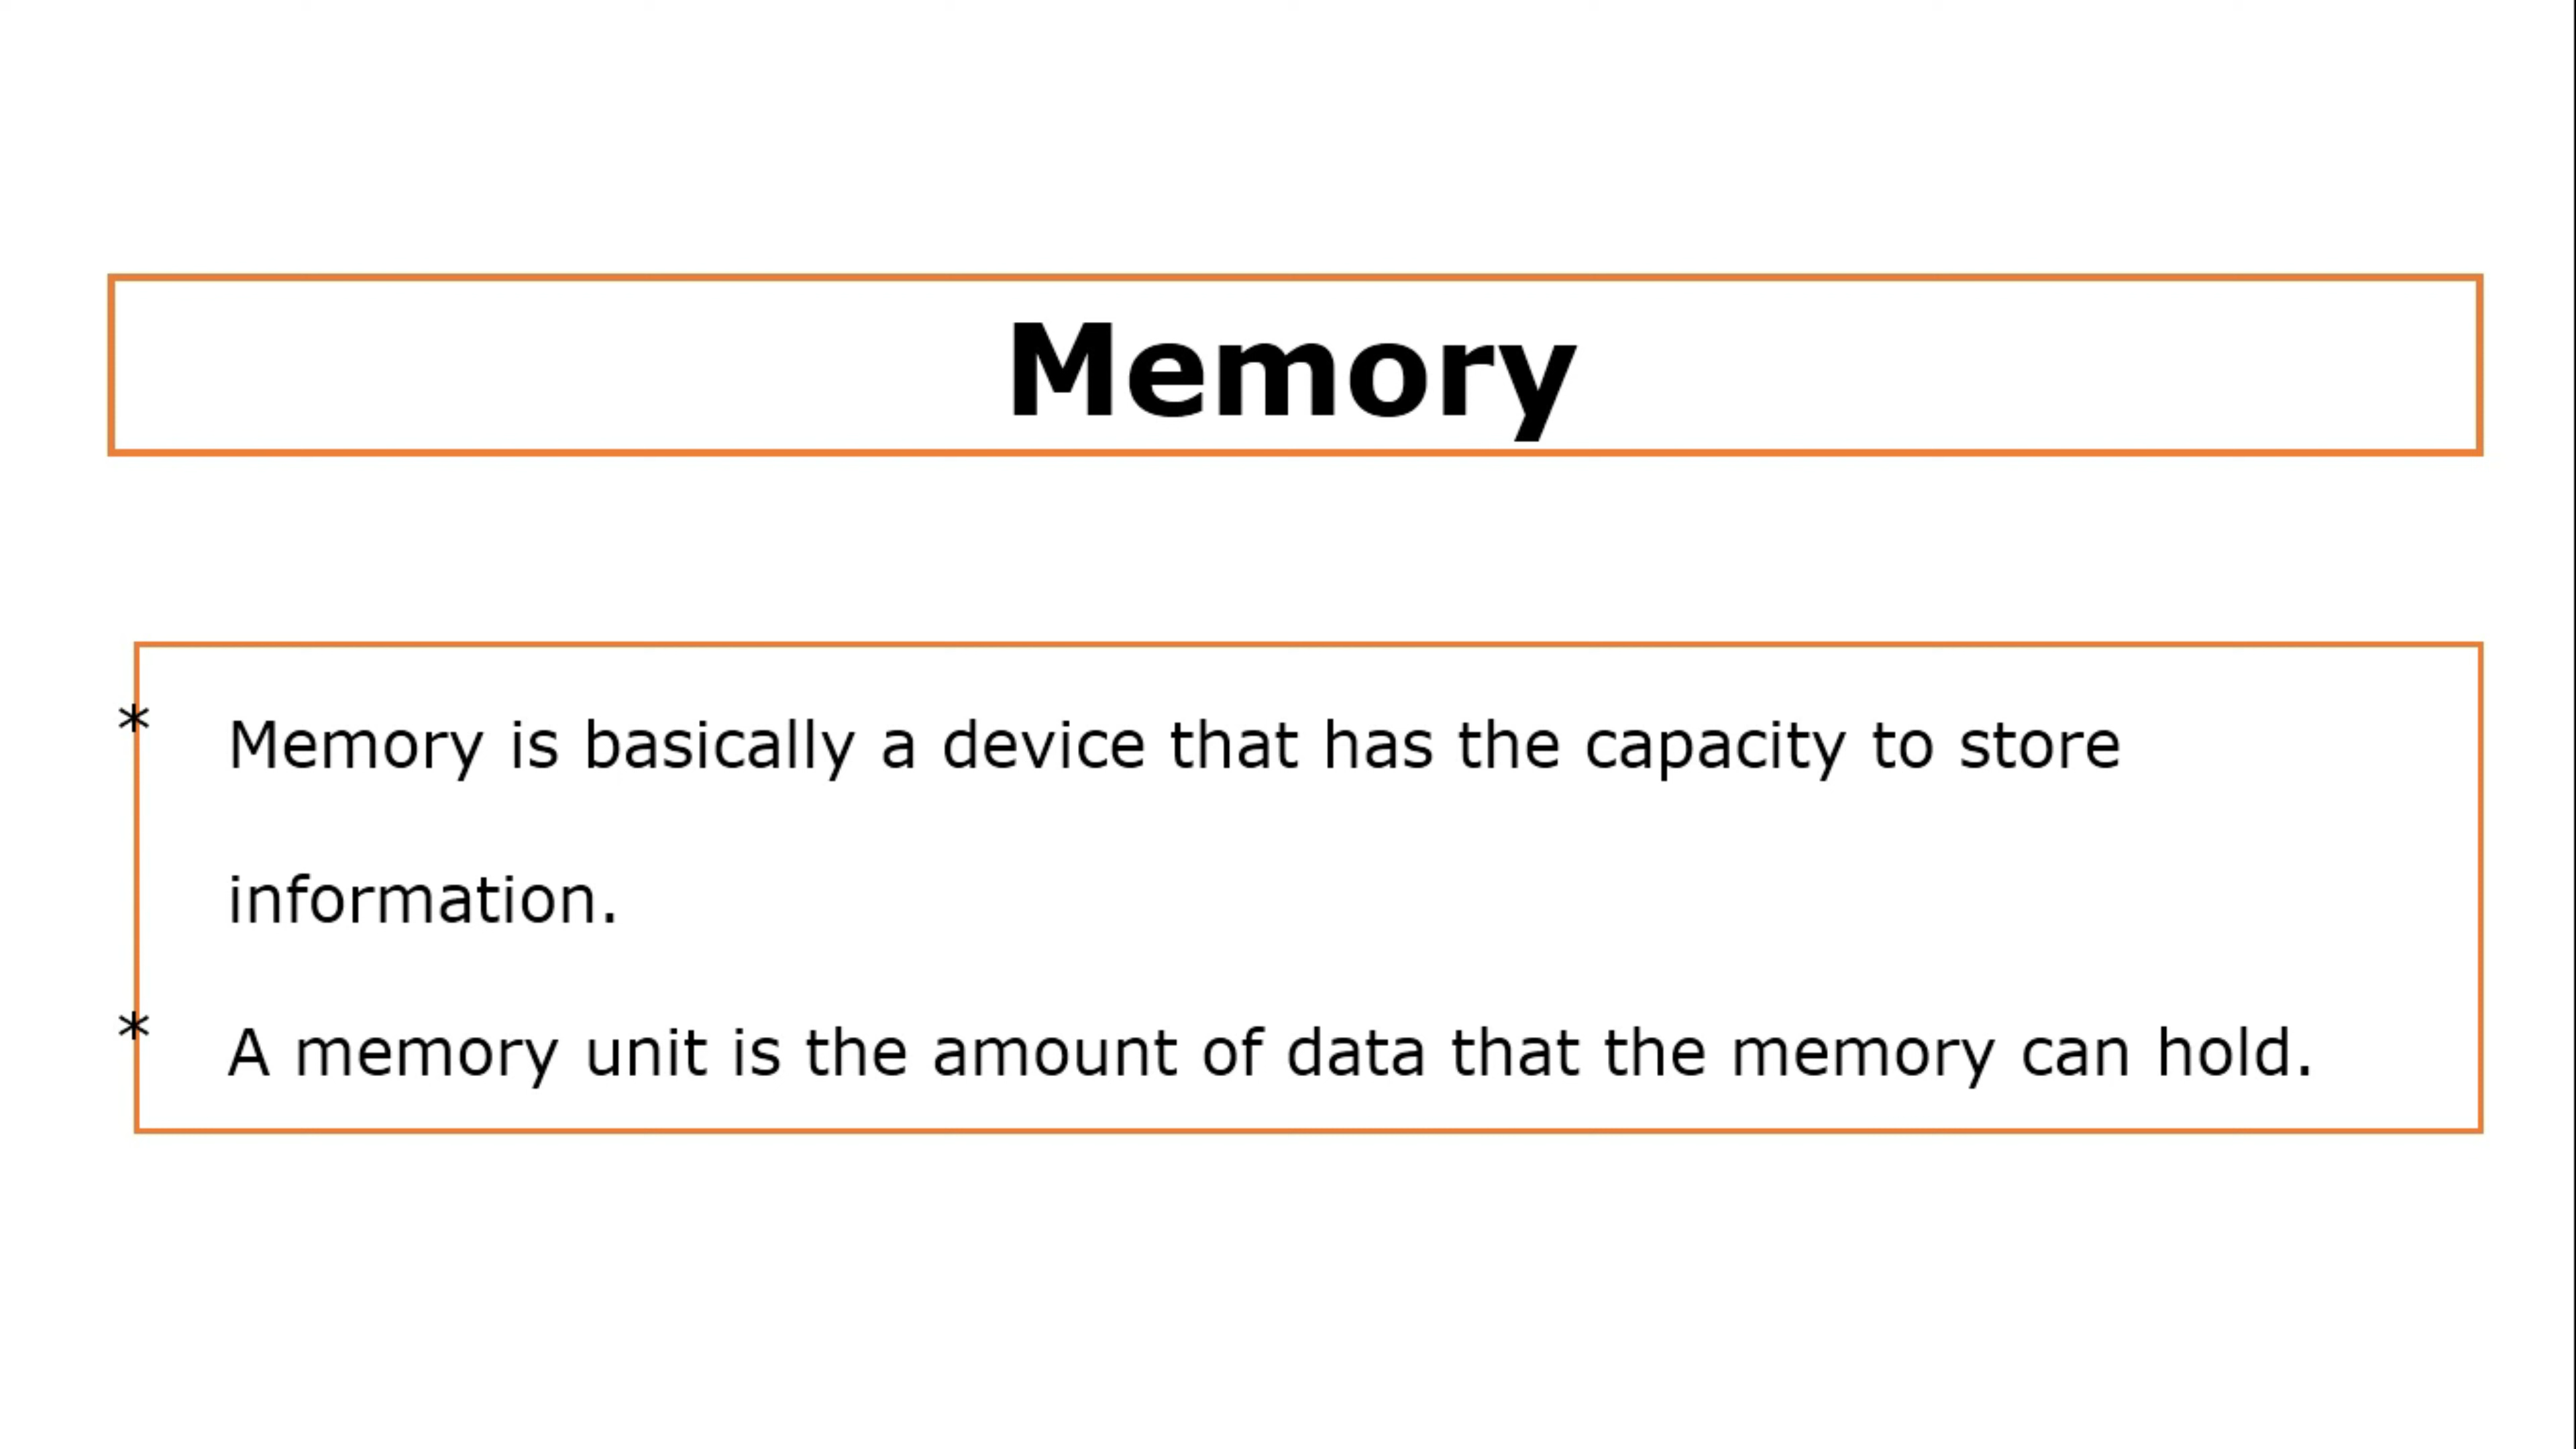 Memory
* Memory is basically a device that has the capacity to store
information.
* A memory unit is the amount of data that the memory can hold.